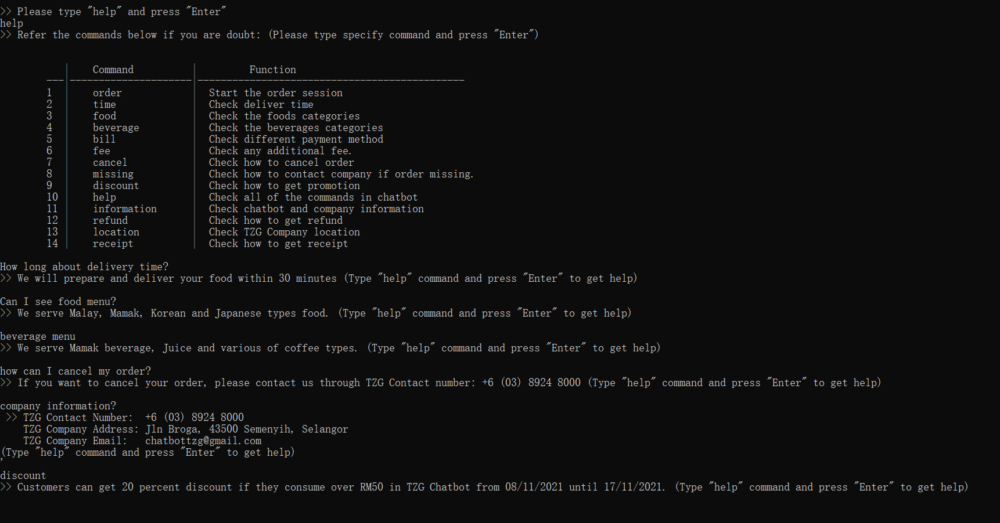 >> Please type "help" and press "Enter"
help
>> Refer the commands below if you are doubt: (Please type specify command and press "Enter")
Command Function
---|---------------------|----------------------------------------------
1 order Start the order session
2 time Check deliver time
3 food Check the foods categories
4 beverage Check the beverages categories
5 bill Check different payment method
6 fee Check any additional fee.
7 cancel Check how to cancel order
8 missing Check how to contact company if order missing.
9 discount Check how to get promotion
10 help Check all of the commands in chatbot
11 information Check chatbot and company information
12 refund Check how to get refund
13 location Check TZG Company location
14 receipt Check how to get receipt
How long about delivery time?
>> We will prepare and deliver your food within 30 minutes (Type "help" command and press "Enter" to get help)
Can I see food menu?
>> We serve Malay, Mamak, Korean and Japanese types food. (Type "help" command and press "Enter" to get help)
beverage menu
>> We serve Mamak beverage, Juice and various of coffee types. (Type "help" command and press "Enter" to get help)
how can I cancel my order?
>> If you want to cancel your order, please contact us through TZG Contact number: +6 (03) 8924 8000 (Type "help" command and press "Enter" to get help)
company information?
>> TZG Contact Number: +6 (03) 8924 8000
TZG Company Address: Jln Broga, 43500 Semenyih, Selangor
TZG Company Email: chatbottzg@gmail.com
(Type "help" command and press "Enter" to get help)
,
discount
>> Customers can get 20 percent discount if they consume over RM50 in TZG Chatbot from 08/11/2021 until 17/11/2021. (Type "help" command and press "Enter" to get help)